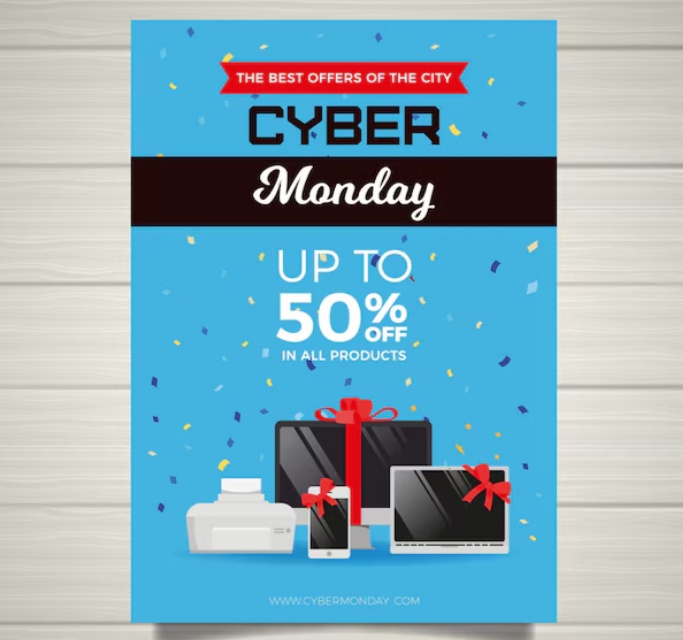 THE BEST OFFERS OF THE CITY
CYBER
Monday
UP TO
50% OFF
IN ALL PRODUCTS
WWW.CYBERMONDAY.COM